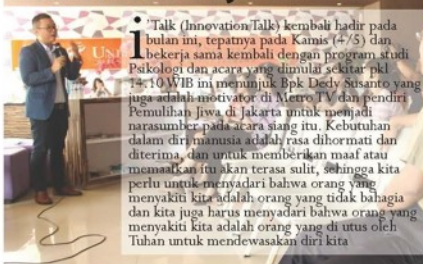 i'Talk (Innovation Talk) kembali hadir pada
bulan ini, tepatnya pada Kamis (4/5) dan
bekerja sama kembali dengan program studi
Psikologi dan acara yang dimulai sekitar pkl
14.10 WIB ini menunjuk Bpk Dedy Susanto yang
juga adalah motivator di Metro TV dan pendiri
Pemulihan Jiwa di Jakarta untuk menjadi
narasumber pada acara siang itu. Kebutuhan
dalam diri manusia adalah rasa dihormati dan
diterima, dan untuk memberikan maaf atau
memaafkan itu akan terasa sulit, sehingga kita
perlu untuk menyadari bahwa orang yang
menyakiti kita adalah orang yang tidak bahagia
dan kita juga harus menyadari bahwa orang yang
menyakiti kita adalah orang yang di utus oleh
Tuhan untuk mendewasakan diri kita